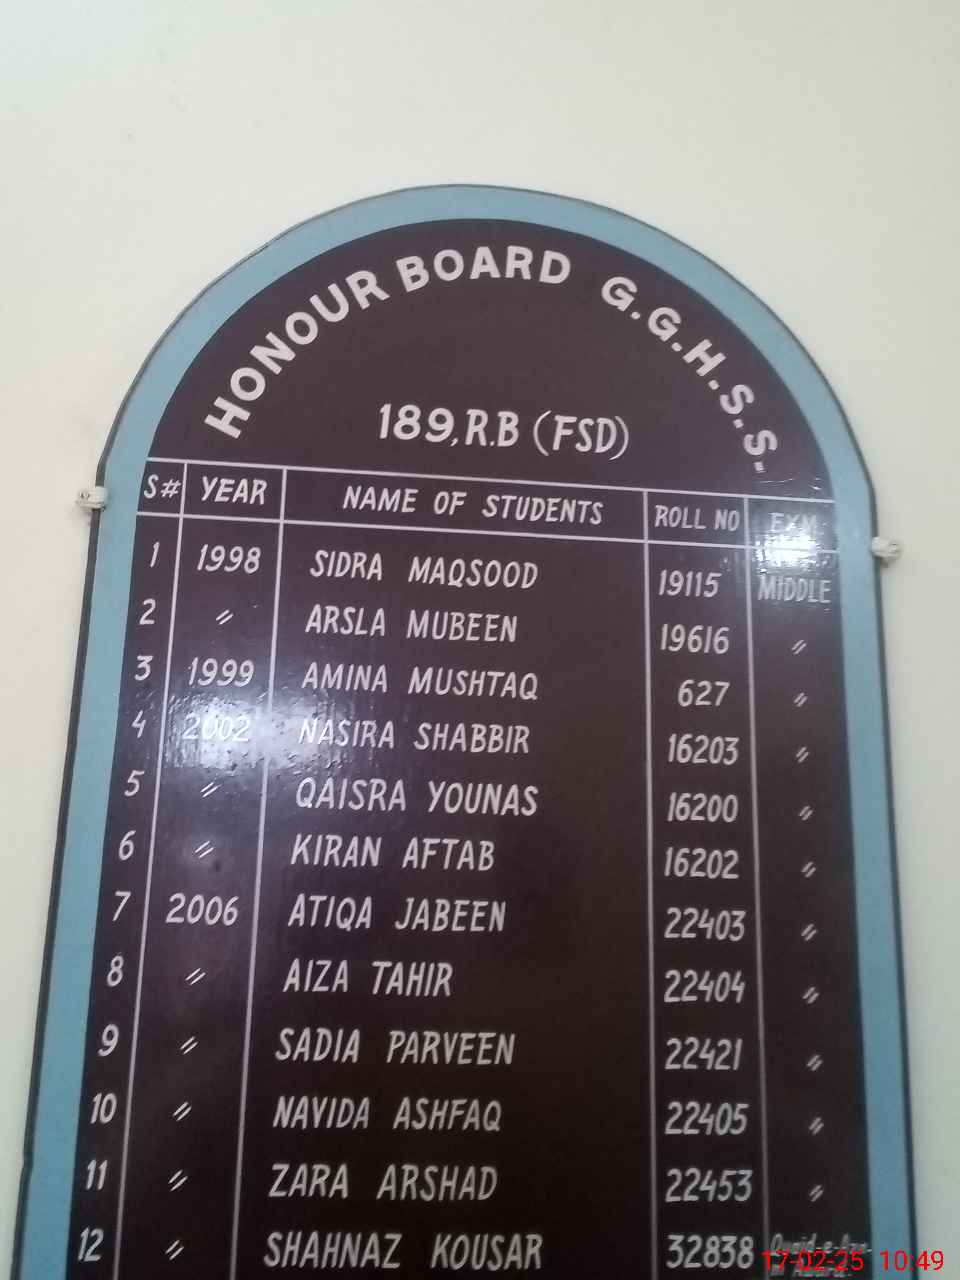 HONOUR BOARD G.G.H.S.S.
189, R.B (FSD)
S# YEAR NAME OF STUDENTS ROLL NO EXM
1 1998 SIDRA MAQSOOD 19115 MIDDLE
2 〃 ARSLA MUBEEN 19616 〃
3 1999 AMINA MUSHTAQ 627 〃
4 2002 NASIRA SHABBIR 16203 〃
5 〃 QAISRA YOUNAS 16200 〃
6 〃 KIRAN AFTAB 16202 〃
7 2006 ATIQA JABEEN 22403 〃
8 〃 AIZA TAHIR 22404 〃
9 〃 SADIA PARVEEN 22421 〃
10 〃 NAVIDA ASHFAQ 22405 〃
11 〃 ZARA ARSHAD 22453 〃
12 〃 SHAHNAZ KOUSAR 32838
17-02-25 10:49